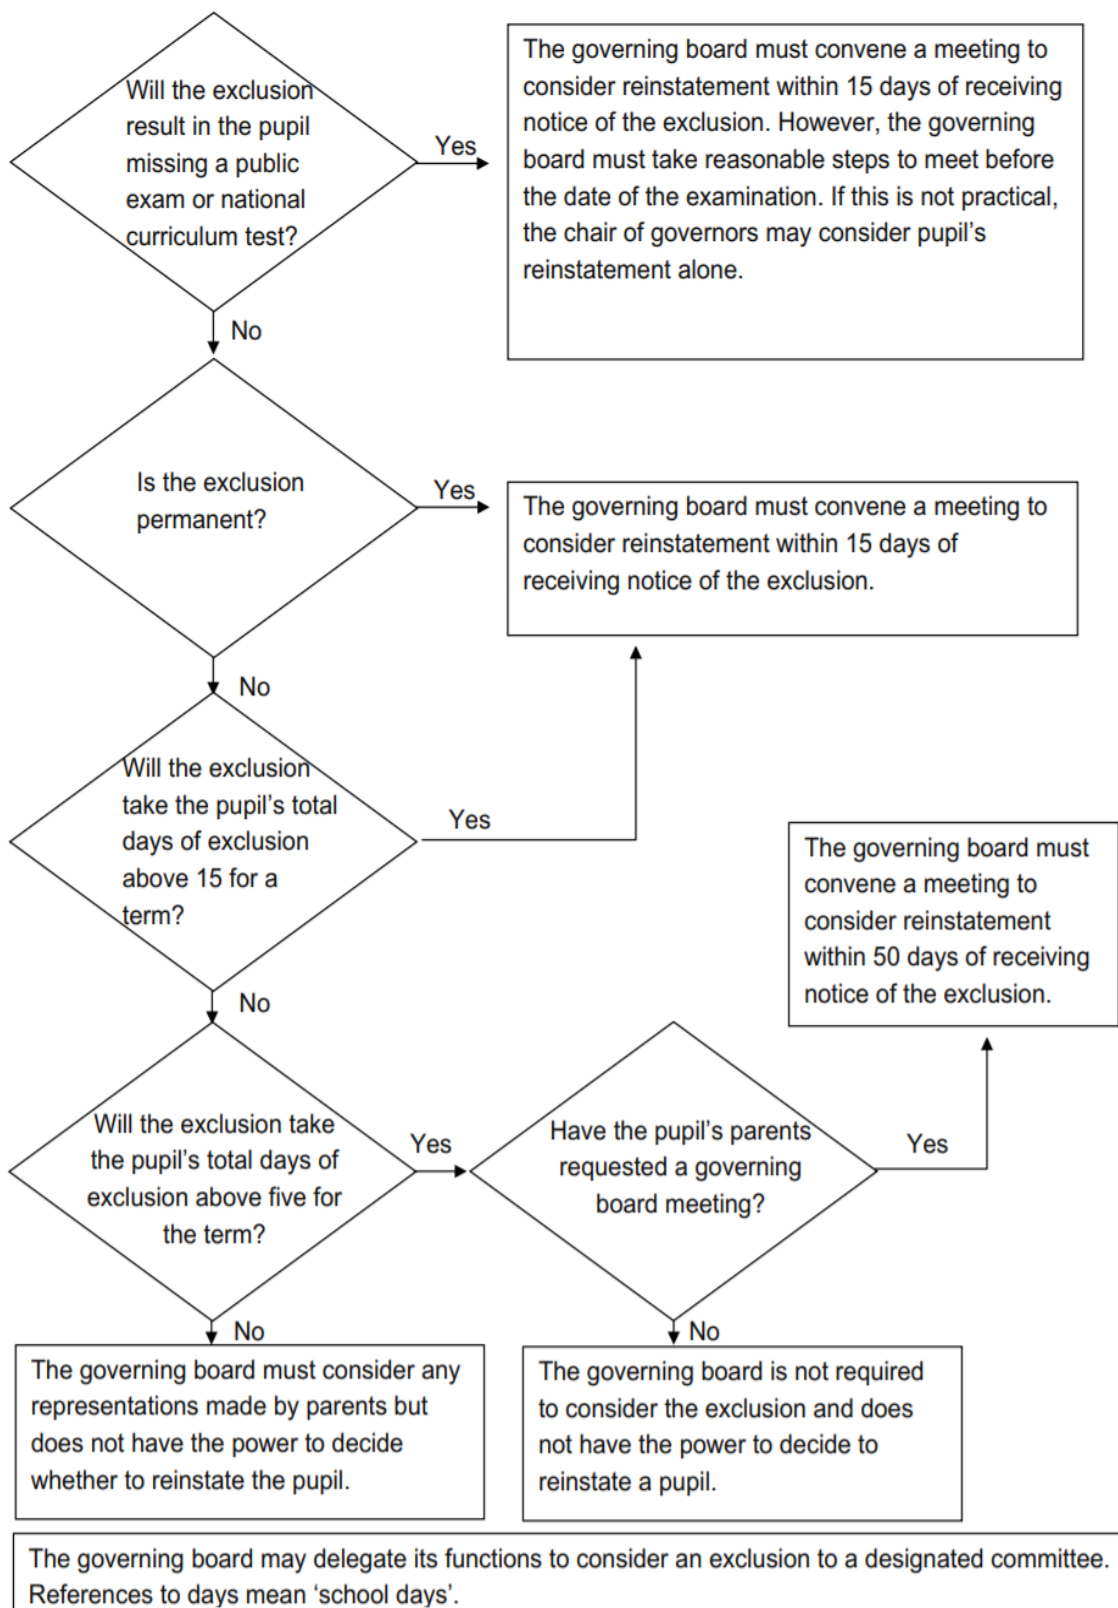 Will the exclusion
result in the pupil
missing a public
exam or national
curriculum test?
Yes
The governing board must convene a meeting to
consider reinstatement within 15 days of receiving
notice of the exclusion. However, the governing
board must take reasonable steps to meet before
the date of the examination. If this is not practical,
the chair of governors may consider pupil’s
reinstatement alone.
No
Is the exclusion
permanent?
Yes
The governing board must convene a meeting to
consider reinstatement within 15 days of
receiving notice of the exclusion.
No
Will the exclusion
take the pupil’s total
days of exclusion
above 15 for a
term?
Yes
The governing board must
convene a meeting to
consider reinstatement
within 50 days of receiving
notice of the exclusion.
No
Will the exclusion take
the pupil’s total days of
exclusion above five for
the term?
Yes
Have the pupil’s parents
requested a governing
board meeting?
Yes
No
The governing board must consider any
representations made by parents but
does not have the power to decide
whether to reinstate the pupil.
No
The governing board is not required
to consider the exclusion and does
not have the power to decide to
reinstate a pupil.
The governing board may delegate its functions to consider an exclusion to a designated committee.
References to days mean ‘school days’.